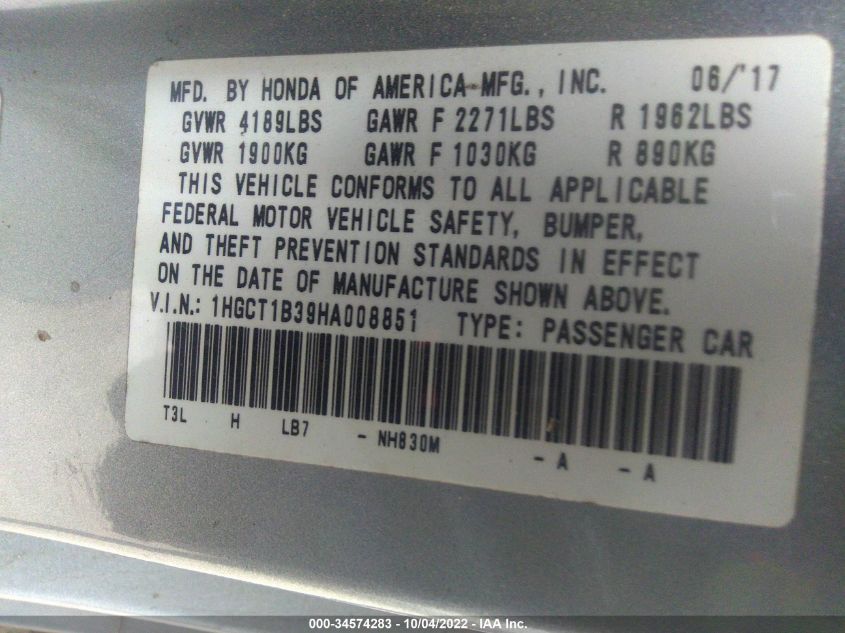 MFD. BY HONDA OF AMERICA MFG., INC. 06/'17
GVWR 4189LBS GAWR F 2271LBS R 1962LBS
GVWR 1900KG GAWR F 1030KG R 890KG
THIS VEHICLE CONFORMS TO ALL APPLICABLE
FEDERAL MOTOR VEHICLE SAFETY, BUMPER,
AND THEFT PREVENTION STANDARDS IN EFFECT
ON THE DATE OF MANUFACTURE SHOWN ABOVE.
V.I.N.: 1HGCT1B39HA008851 TYPE: PASSENGER CAR
T3L H LB7 - NH830M - A - A
000-34574283 - 10/04/2022 - IAA Inc.